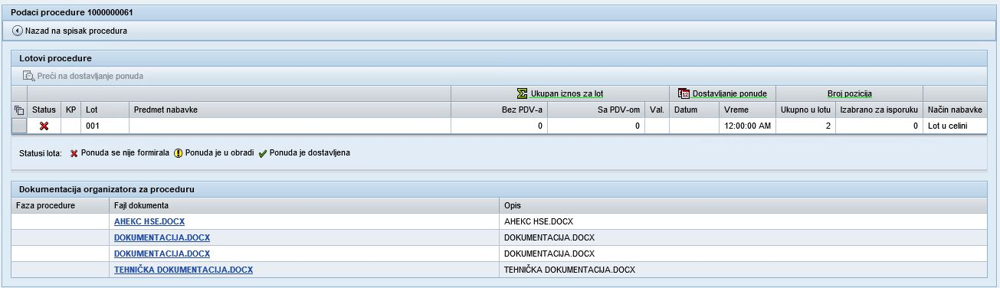 Podaci procedure 1000000061
Nazad na spisak procedura
Lotovi procedure
Preći na dostavljanje ponuda
Ukupan iznos za lot Dostavljanje ponude Broj pozicija
Status KP Lot Predmet nabavke Bez PDV-a Sa PDV-om Val. Datum Vreme Ukupno u lotu Izabrano za isporuku Način nabavke
001 0 0 12:00:00 AM 2 0 Lot u celini
Statusi lota: Ponuda se nije formirala Ponuda je u obradi Ponuda je dostavljena
Dokumentacija organizatora za proceduru
Faza procedure Fajl dokumenta Opis
АНЕКС HSE.DOCX АНЕКС HSE.DOCX
DOKUMENTACIJA.DOCX DOKUMENTACIJA.DOCX
DOKUMENTACIJA.DOCX DOKUMENTACIJA.DOCX
TEHNIČKA DOKUMENTACIJA.DOCX TEHNIČKA DOKUMENTACIJA.DOCX